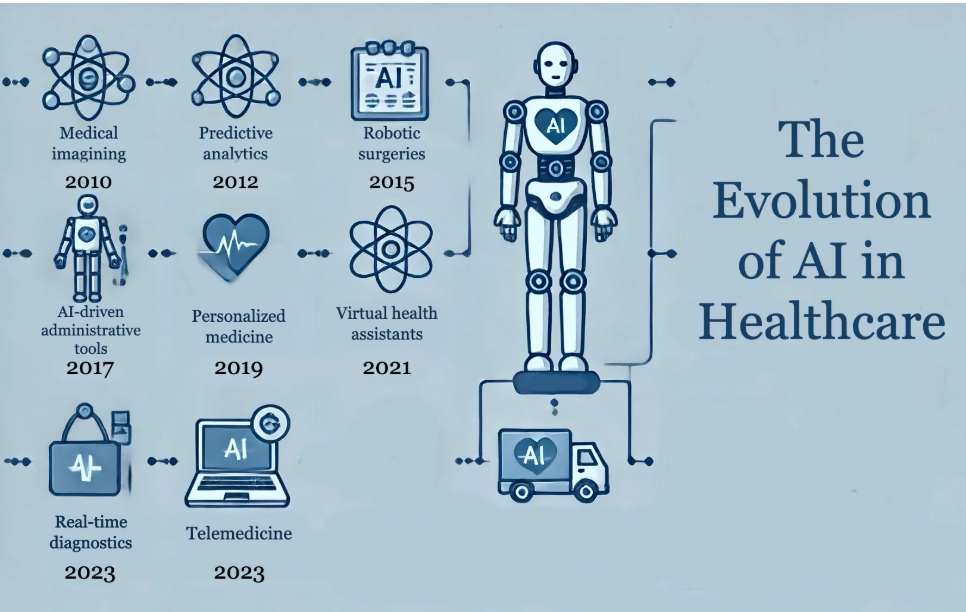 Medical
imagining
2010
Predictive
analytics
2012
AI
Robotic
surgeries
2015
AI
The
Evolution
of AI in
Healthcare
AI-driven
administrative
tools
2017
Personalized
medicine
2019
Virtual health
assistants
2021
Real-time
diagnostics
2023
AI
Telemedicine
2023
AI